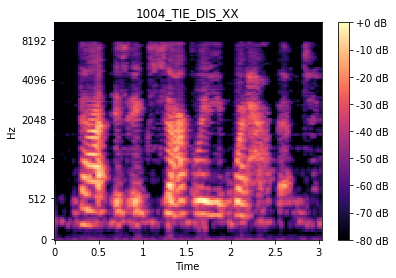 1004_TIE_DIS_XX
+0 dB
8192
-10 dB
4096
-20 dB
-30 dB
2048
Hz
-40 dB
1024
-50 dB
512
-60 dB
-70 dB
0
-80 dB
0 0.5 1 1.5 2 2.5 3
Time